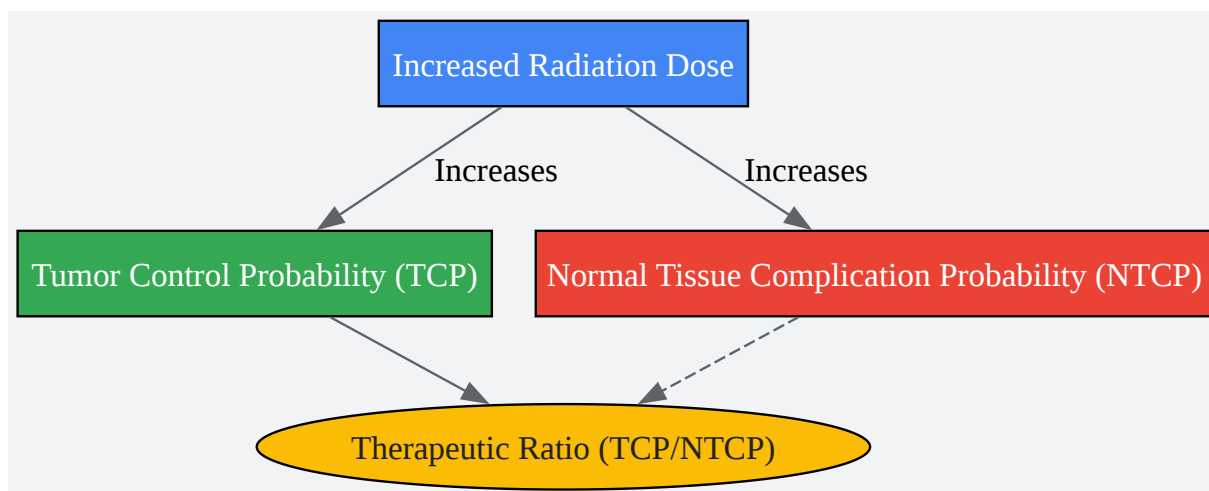 Increased Radiation Dose
Increases
Increases
Tumor Control Probability (TCP)
Normal Tissue Complication Probability (NTCP)
Therapeutic Ratio (TCP/NTCP)